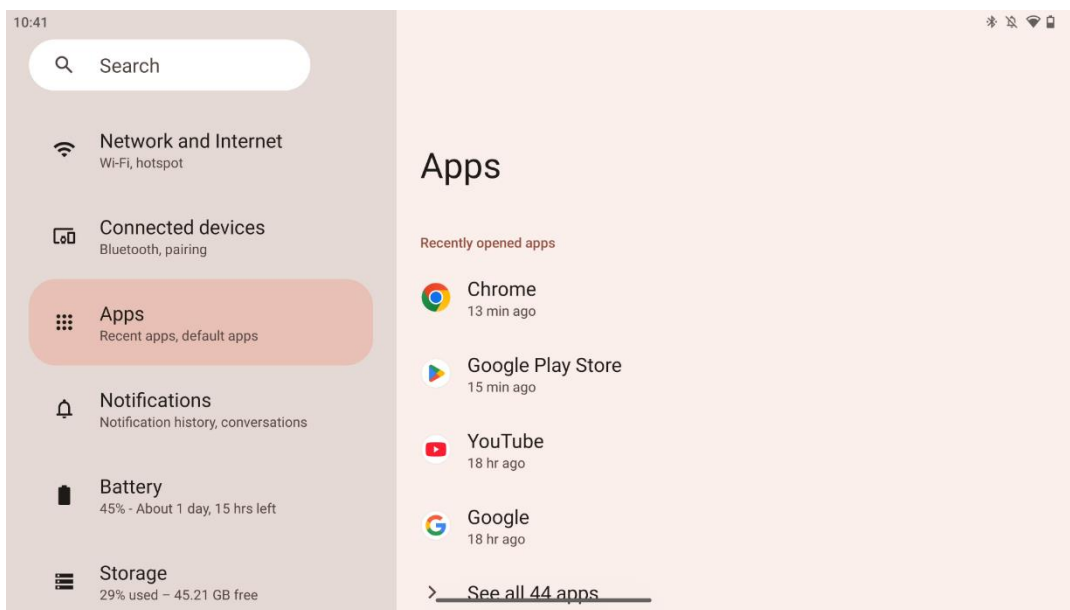 10:41
Search
Network and Internet
Wi-Fi, hotspot
Connected devices
Bluetooth, pairing
Apps
Recent apps, default apps
Notifications
Notification history, conversations
Battery
45% - About 1 day, 15 hrs left
Storage
29% used – 45.21 GB free
Apps
Recently opened apps
Chrome
13 min ago
Google Play Store
15 min ago
YouTube
18 hr ago
Google
18 hr ago
See all 44 apps